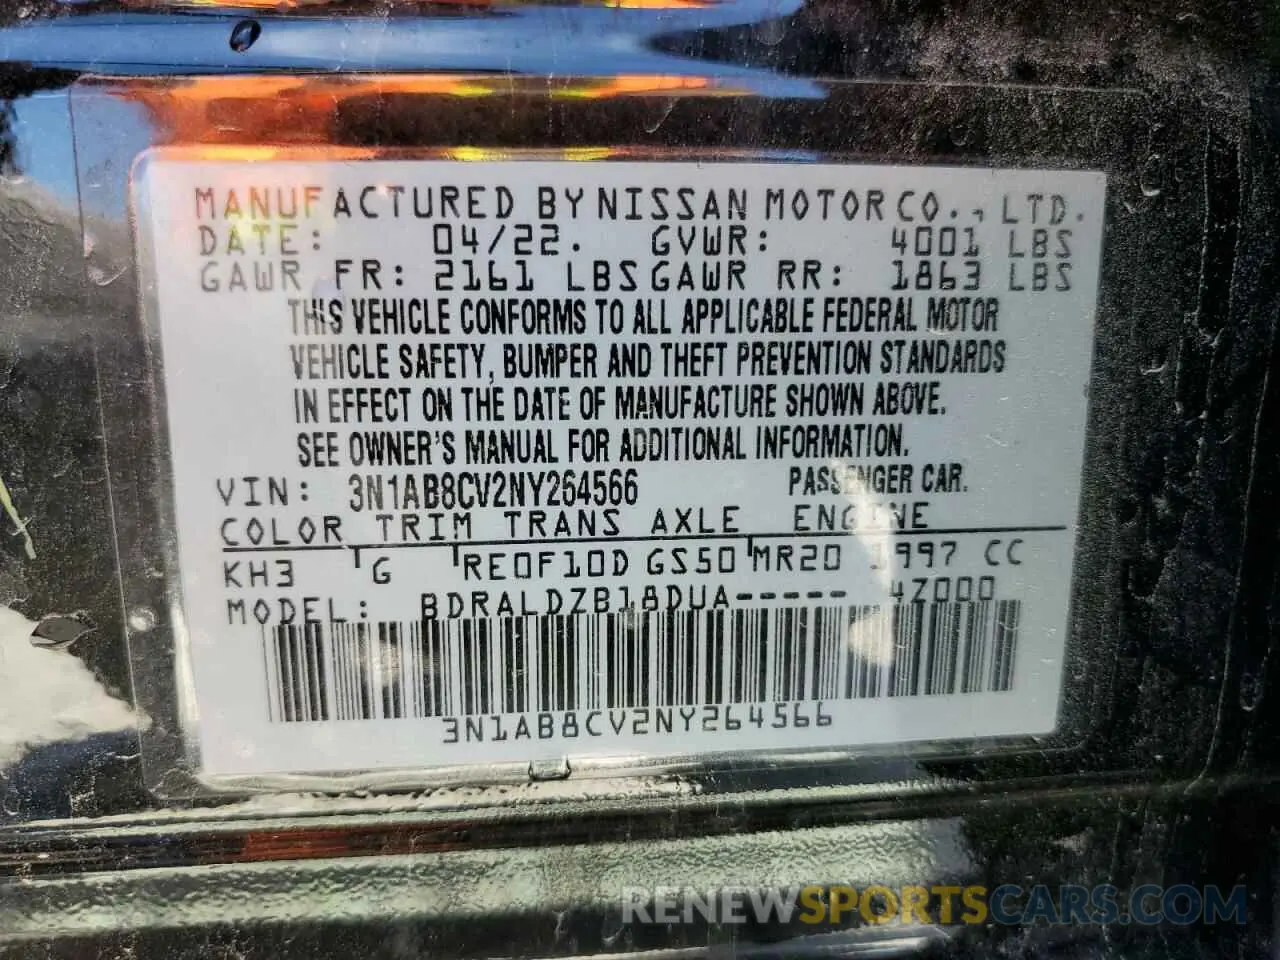 MANUFACTURED BY NISSAN MOTOR CO., LTD.
DATE: 04/22. GVWR: 4001 LBS
GAWR FR: 2161 LBS GAWR RR: 1863 LBS
THIS VEHICLE CONFORMS TO ALL APPLICABLE FEDERAL MOTOR
VEHICLE SAFETY, BUMPER AND THEFT PREVENTION STANDARDS
IN EFFECT ON THE DATE OF MANUFACTURE SHOWN ABOVE.
SEE OWNER'S MANUAL FOR ADDITIONAL INFORMATION.
VIN: 3N1AB8CV2NY264566 PASSENGER CAR.
COLOR TRIM TRANS AXLE ENGINE
KH3 G RE0F10D GS50 MR20 1997 CC
MODEL: BDRALDZB18DUA----- 4Z000
3N1AB8CV2NY264566
RENEWSPORTSCARS.COM